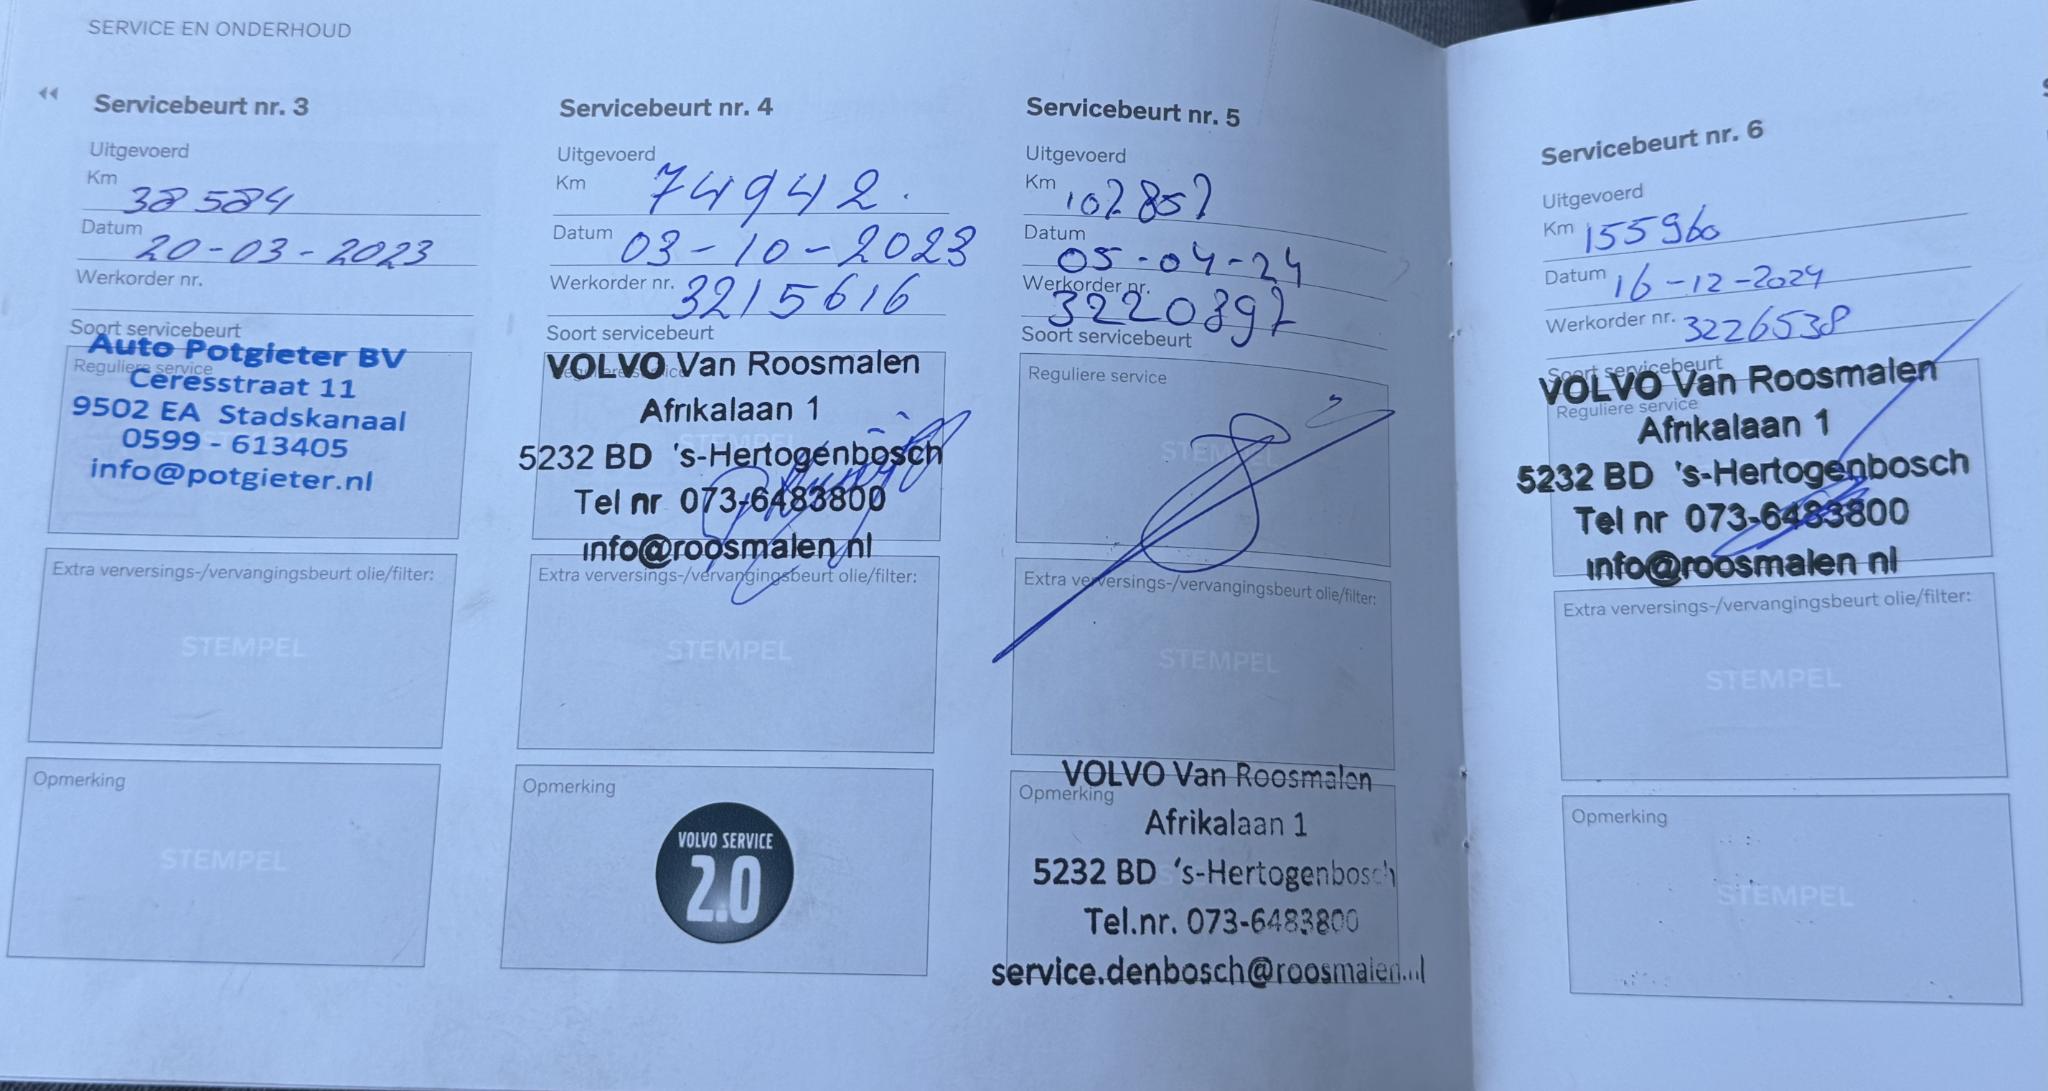 SERVICE EN ONDERHOUD
Servicebeurt nr. 3
Uitgevoerd
Km 38 584
Datum 20-03-2023
Werkorder nr.
Soort servicebeurt
Reguliere service
Auto Potgieter BV
Ceresstraat 11
9502 EA Stadskanaal
0599 - 613405
info@potgieter.nl
Extra verversings-/vervangingsbeurt olie/filter:
STEMPEL
Opmerking
STEMPEL
Servicebeurt nr. 4
Uitgevoerd
Km 74942.
Datum 03-10-2023
Werkorder nr. 3215616
Soort servicebeurt
VOLVO Van Roosmalen
Afrikalaan 1
5232 BD 's-Hertogenbosch
Tel nr 073-6483800
info@roosmalen.nl
Extra verversings-/vervangingsbeurt olie/filter:
STEMPEL
Opmerking
VOLVO SERVICE
2.0
Servicebeurt nr. 5
Uitgevoerd
Km
Datum 05-04-24
Werkorder nr.
Soort servicebeurt
Reguliere service
STEMPEL
Extra verversings-/vervangingsbeurt olie/filter:
STEMPEL
Opmerking
VOLVO Van Roosmalen
Afrikalaan 1
5232 BD 's-Hertogenbosch
Tel.nr. 073-6483800
service.denbosch@roosmalen.nl
Servicebeurt nr. 6
Uitgevoerd
Km 155960
Datum 16-12-2024
Werkorder nr. 3226538
Soort servicebeurt
Reguliere service
VOLVO Van Roosmalen
Afrikalaan 1
5232 BD 's-Hertogenbosch
Tel nr 073-6483800
info@roosmalen nl
Extra verversings-/vervangingsbeurt olie/filter:
STEMPEL
Opmerking
STEMPEL